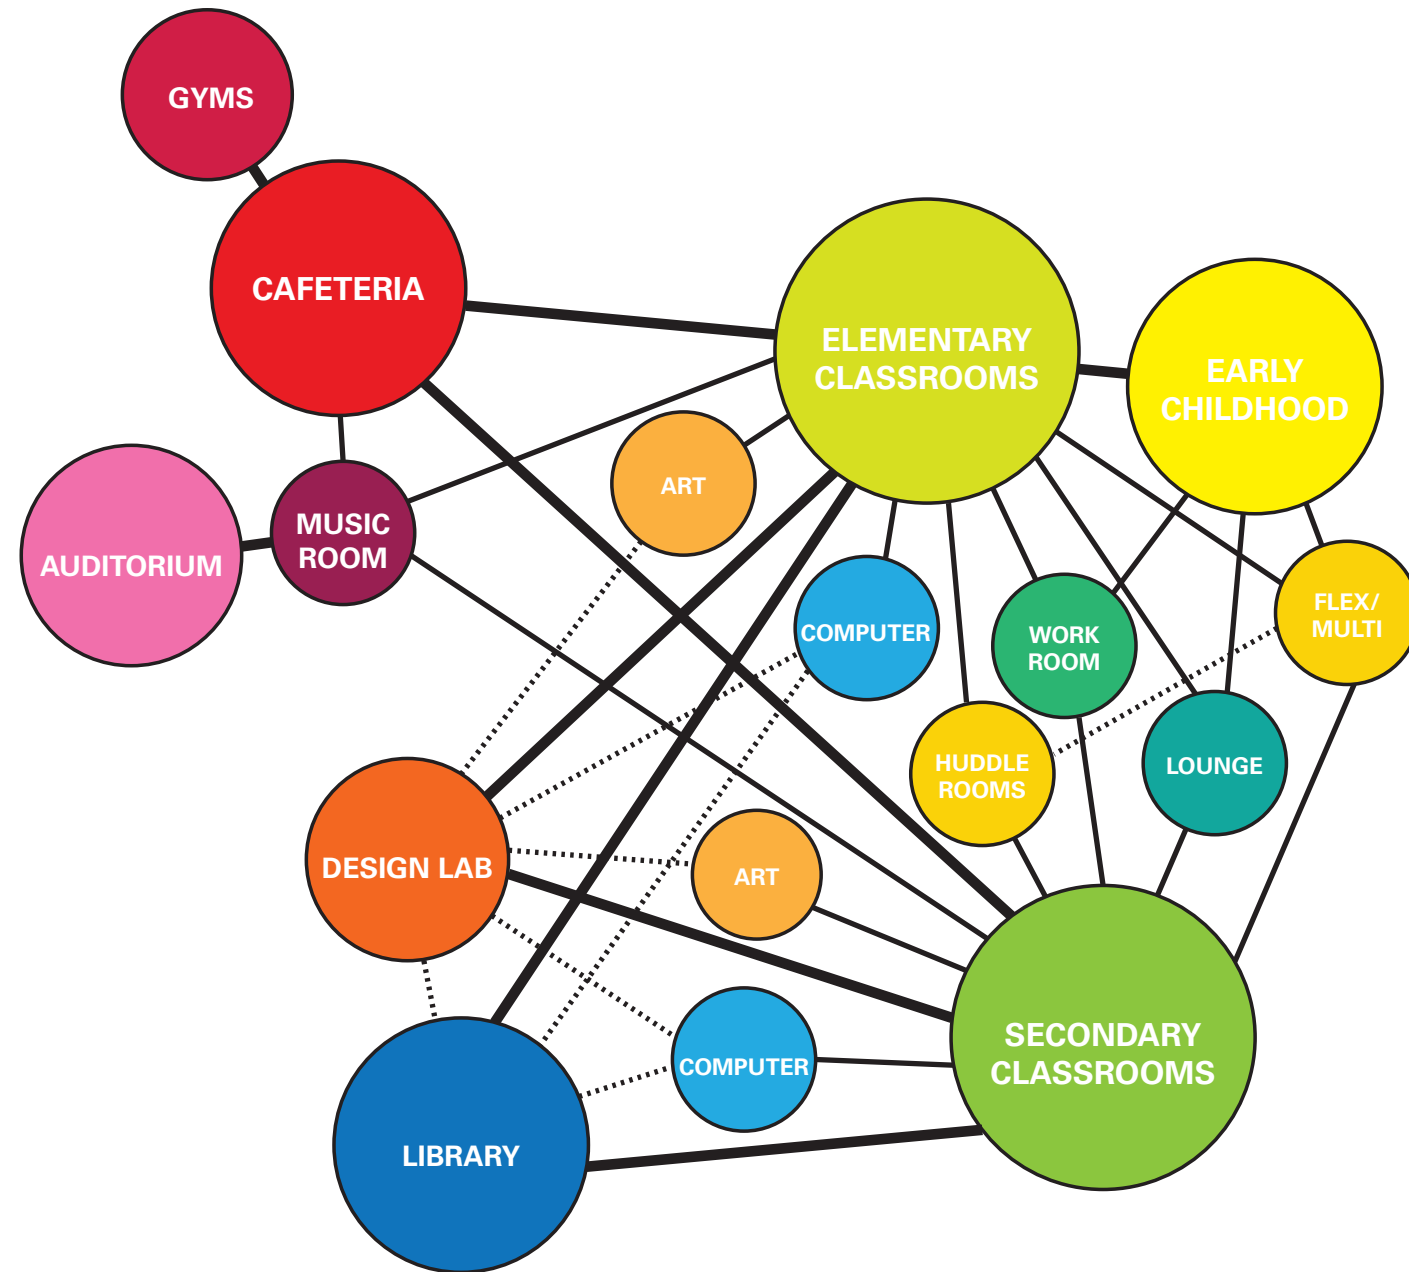 GYMS
CAFETERIA
ELEMENTARY
CLASSROOMS
EARLY
CHILDHOOD
ART
MUSIC
ROOM
AUDITORIUM
FLEX/
MULTI
COMPUTER
WORK
ROOM
HUDDLE
ROOMS
LOUNGE
DESIGN LAB
ART
SECONDARY
CLASSROOMS
COMPUTER
LIBRARY